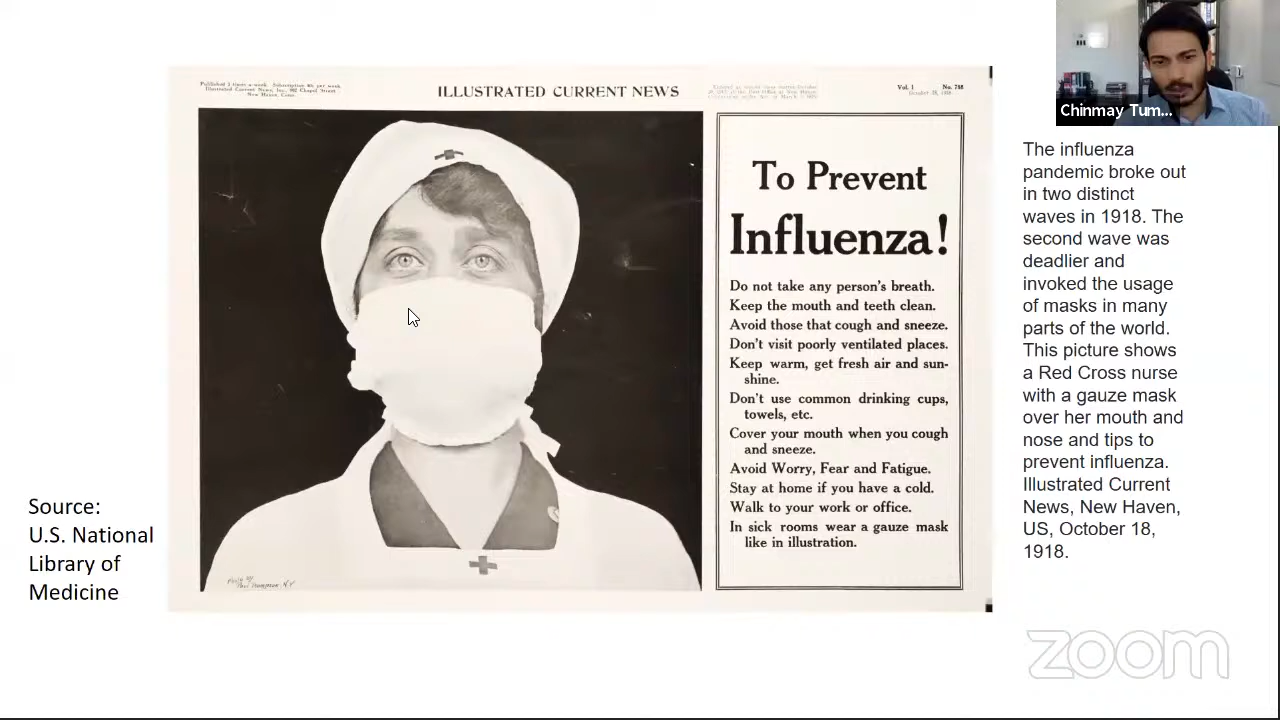 Published 3 times a week. Subscription $6 per week
Illustrated Current News, Inc., 902 Chapel Street
New Haven, Conn.
ILLUSTRATED CURRENT NEWS
Vol. 1 No. 788
To Prevent
Influenza!
Do not take any person's breath.
Keep the mouth and teeth clean.
Avoid those that cough and sneeze.
Don't visit poorly ventilated places.
Keep warm, get fresh air and sun-
shine.
Don't use common drinking cups,
towels, etc.
Cover your mouth when you cough
and sneeze.
Avoid Worry, Fear and Fatigue.
Stay at home if you have a cold.
Walk to your work or office.
In sick rooms wear a gauze mask
like in illustration.
Chinmay Tum...
The influenza
pandemic broke out
in two distinct
waves in 1918. The
second wave was
deadlier and
invoked the usage
of masks in many
parts of the world.
This picture shows
a Red Cross nurse
with a gauze mask
over her mouth and
nose and tips to
prevent influenza.
Illustrated Current
News, New Haven,
US, October 18,
1918.
Source:
U.S. National
Library of
Medicine
zoom